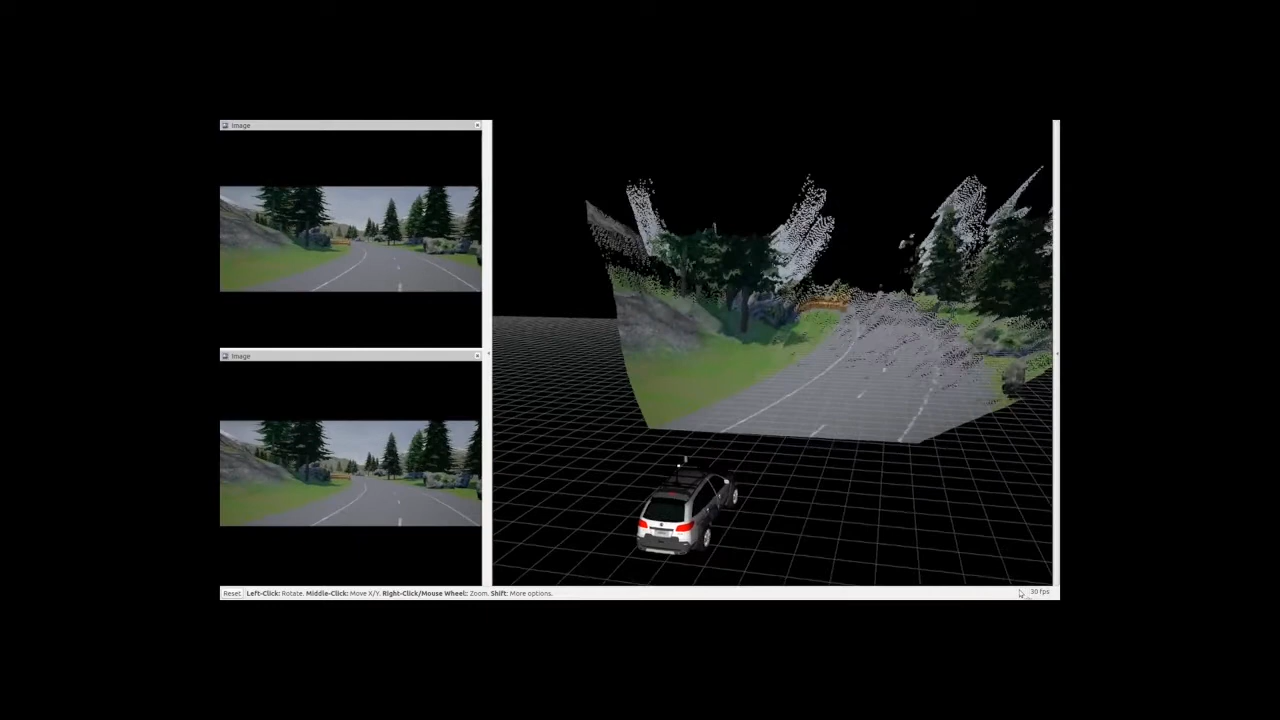 Image
Image
Reset Left-Click: Rotate. Middle-Click: Move X/Y. Right-Click/Mouse Wheel:: Zoom. Shift: More options.
30 fps